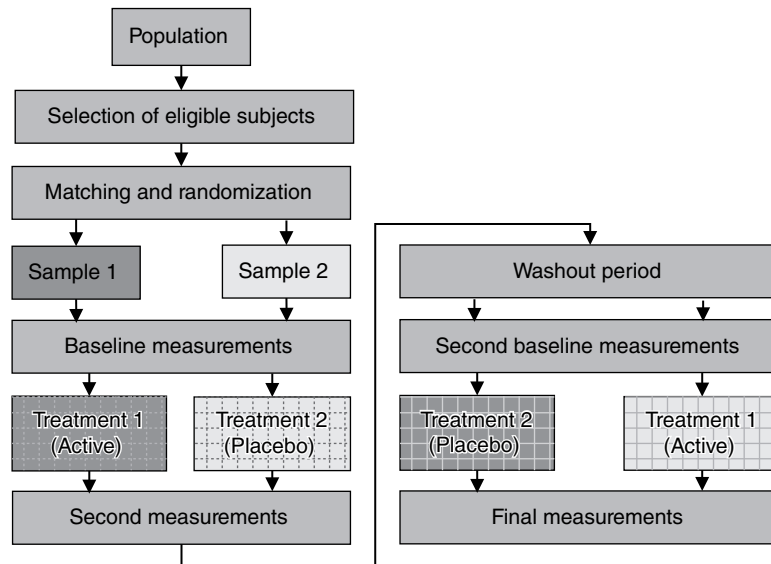 Population
Selection of eligible subjects
Matching and randomization
Sample 1
Sample 2
Baseline measurements
Treatment 1
(Active)
Treatment 2
(Placebo)
Second measurements
Washout period
Second baseline measurements
Treatment 2
(Placebo)
Treatment 1
(Active)
Final measurements